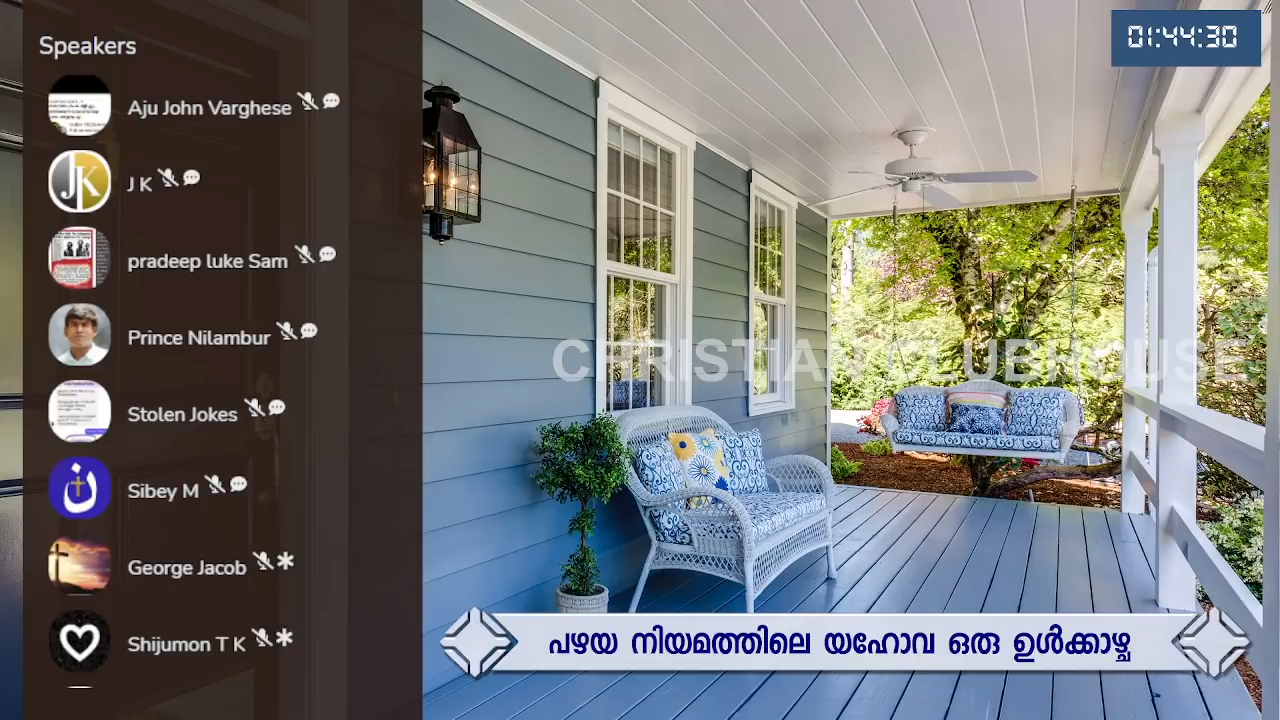 Speakers
01:44:30
Aju John Varghese
JK
J K
pradeep luke Sam
Prince Nilambur
CHRISTIAN CLUBHOUSE
Stolen Jokes
ن
Sibey M
George Jacob
Shijumon T K
പഴയ നിയമത്തിലെ യഹോവ ഒരു ഉൾക്കാഴ്ച